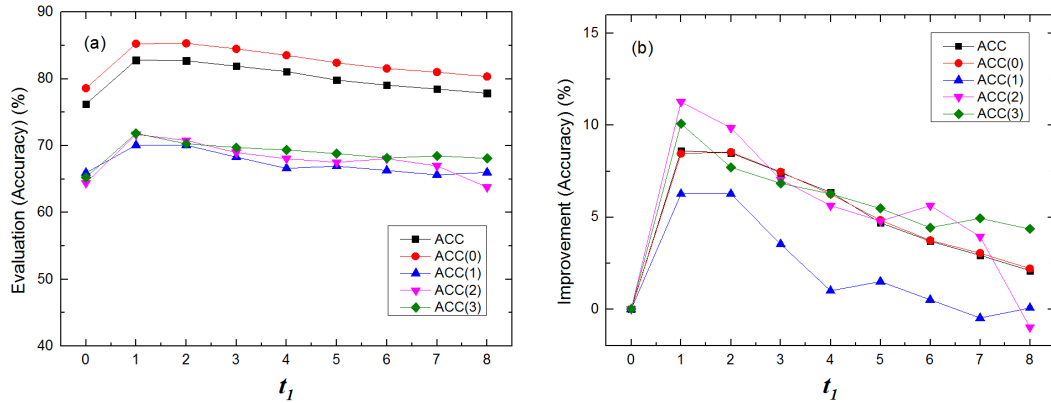 (a)
Evaluation (Accuracy) (%)
90
80
70
60
50
40
0 1 2 3 4 5 6 7 8
t1
ACC
ACC(0)
ACC(1)
ACC(2)
ACC(3)
(b)
Improvement (Accuracy) (%)
15
10
5
0
0 1 2 3 4 5 6 7 8
t1
ACC
ACC(0)
ACC(1)
ACC(2)
ACC(3)